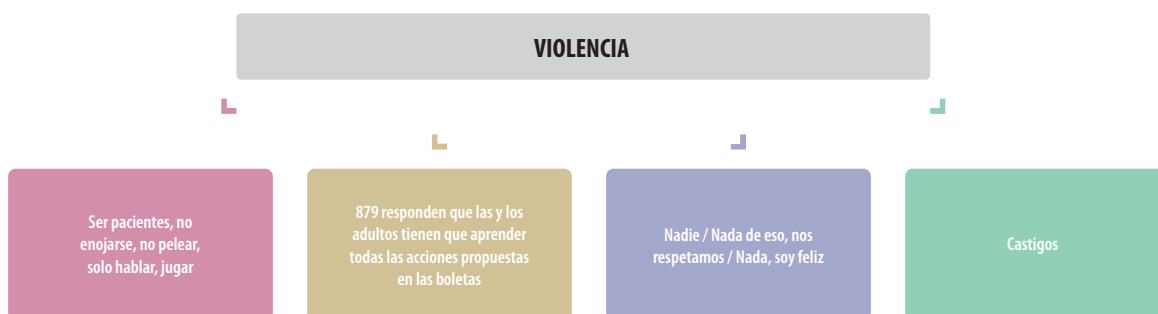 VIOLENCIA
Ser pacientes, no
enojarse, no pelear,
solo hablar, jugar
879 responden que las y los
adultos tienen que aprender
todas las acciones propuestas
en las boletas
Nadie / Nada de eso, nos
respetamos / Nada, soy feliz
Castigos